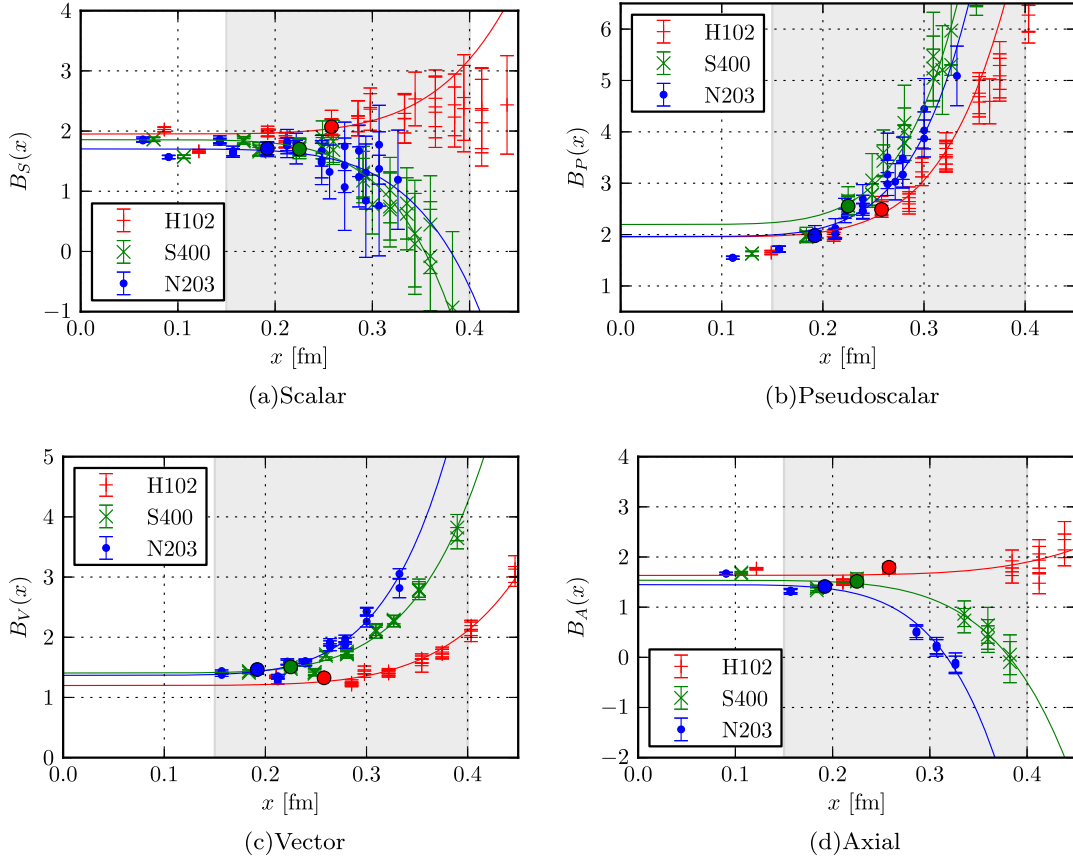 4
3
2
1
0
−1
B_S(x)
H102
S400
N203
0.0 0.1 0.2 0.3 0.4
x [fm]
(a)Scalar
6
5
4
3
2
1
B_P(x)
H102
S400
N203
0.0 0.1 0.2 0.3 0.4
x [fm]
(b)Pseudoscalar
5
4
3
2
1
0
B_V(x)
H102
S400
N203
0.0 0.1 0.2 0.3 0.4
x [fm]
(c)Vector
4
3
2
1
0
−1
−2
B_A(x)
H102
S400
N203
0.0 0.1 0.2 0.3 0.4
x [fm]
(d)Axial